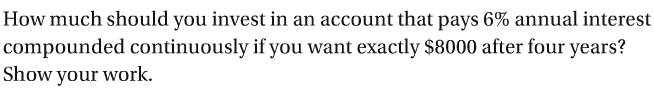 How much should you invest in an account that pays 6% annual interest
compounded continuously if you want exactly $8000 after four years?
Show your work.